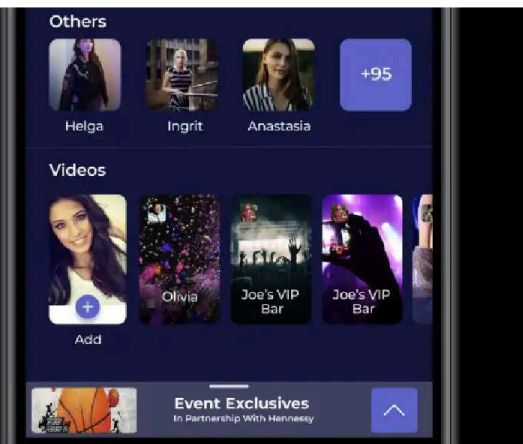 Others
+95
Helga
Ingrit
Anastasia
Videos
Olivia
Joe's VIP
Bar
Joe's VIP
Bar
Add
Event Exclusives
In Partnership With Hennessy